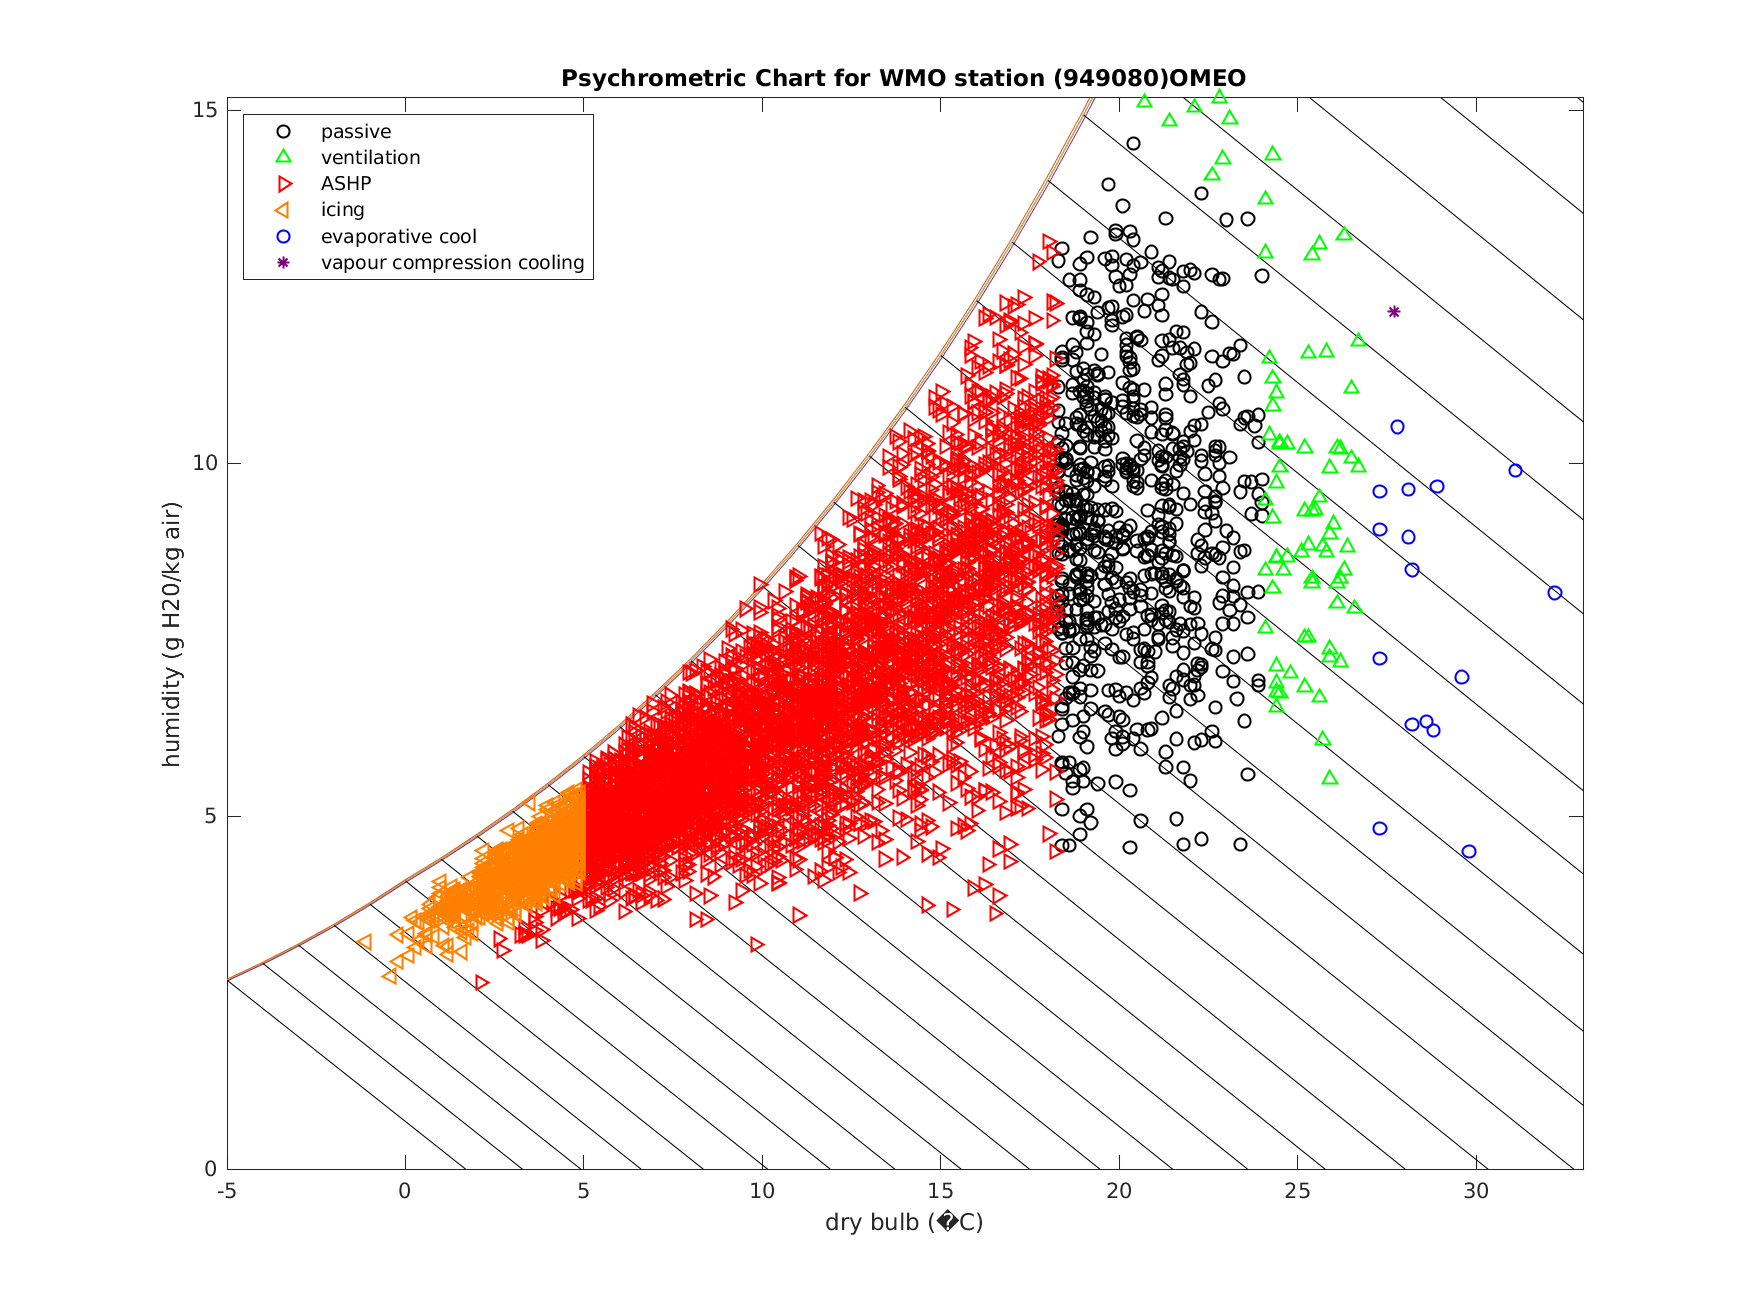 Psychrometric Chart for WMO station (949080)OMEO
passive
ventilation
ASHP
icing
evaporative cool
vapour compression cooling
humidity (g H20/kg air)
15
10
5
0
-5 0 5 10 15 20 25 30
dry bulb (�C)